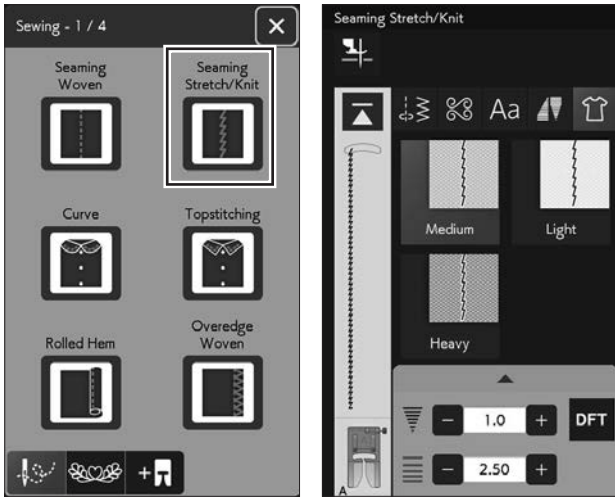 Sewing - 1 / 4
Seaming
Woven
Seaming
Stretch/Knit
Curve
Topstitching
Rolled Hem
Overedge
Woven
+
Seaming Stretch/Knit
Aa
Medium
Light
Heavy
- 1.0 +
DFT
- 2.50 +
A